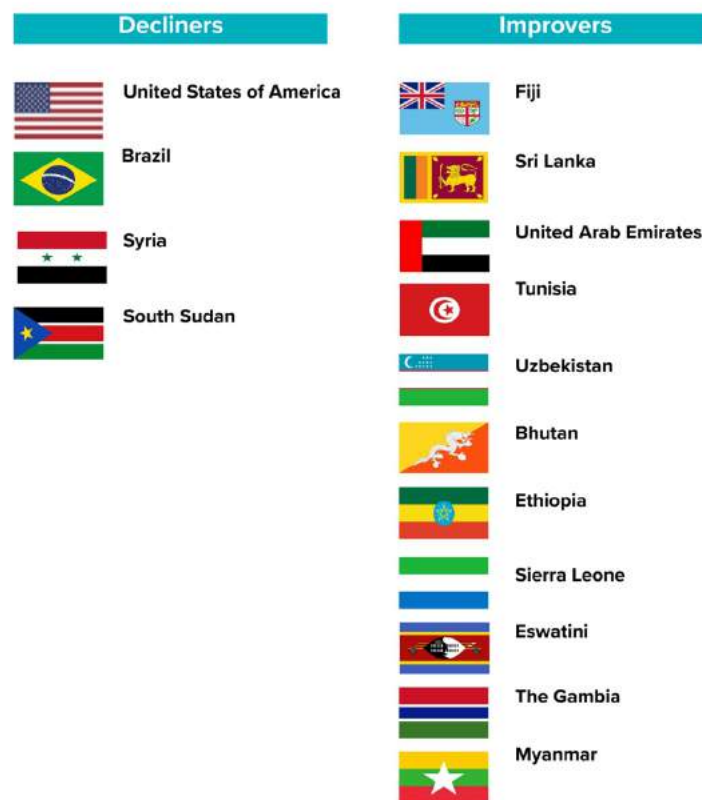 Decliners
United States of America
Brazil
Syria
South Sudan
Improvers
Fiji
Sri Lanka
United Arab Emirates
Tunisia
Uzbekistan
Bhutan
Ethiopia
Sierra Leone
Eswatini
The Gambia
Myanmar